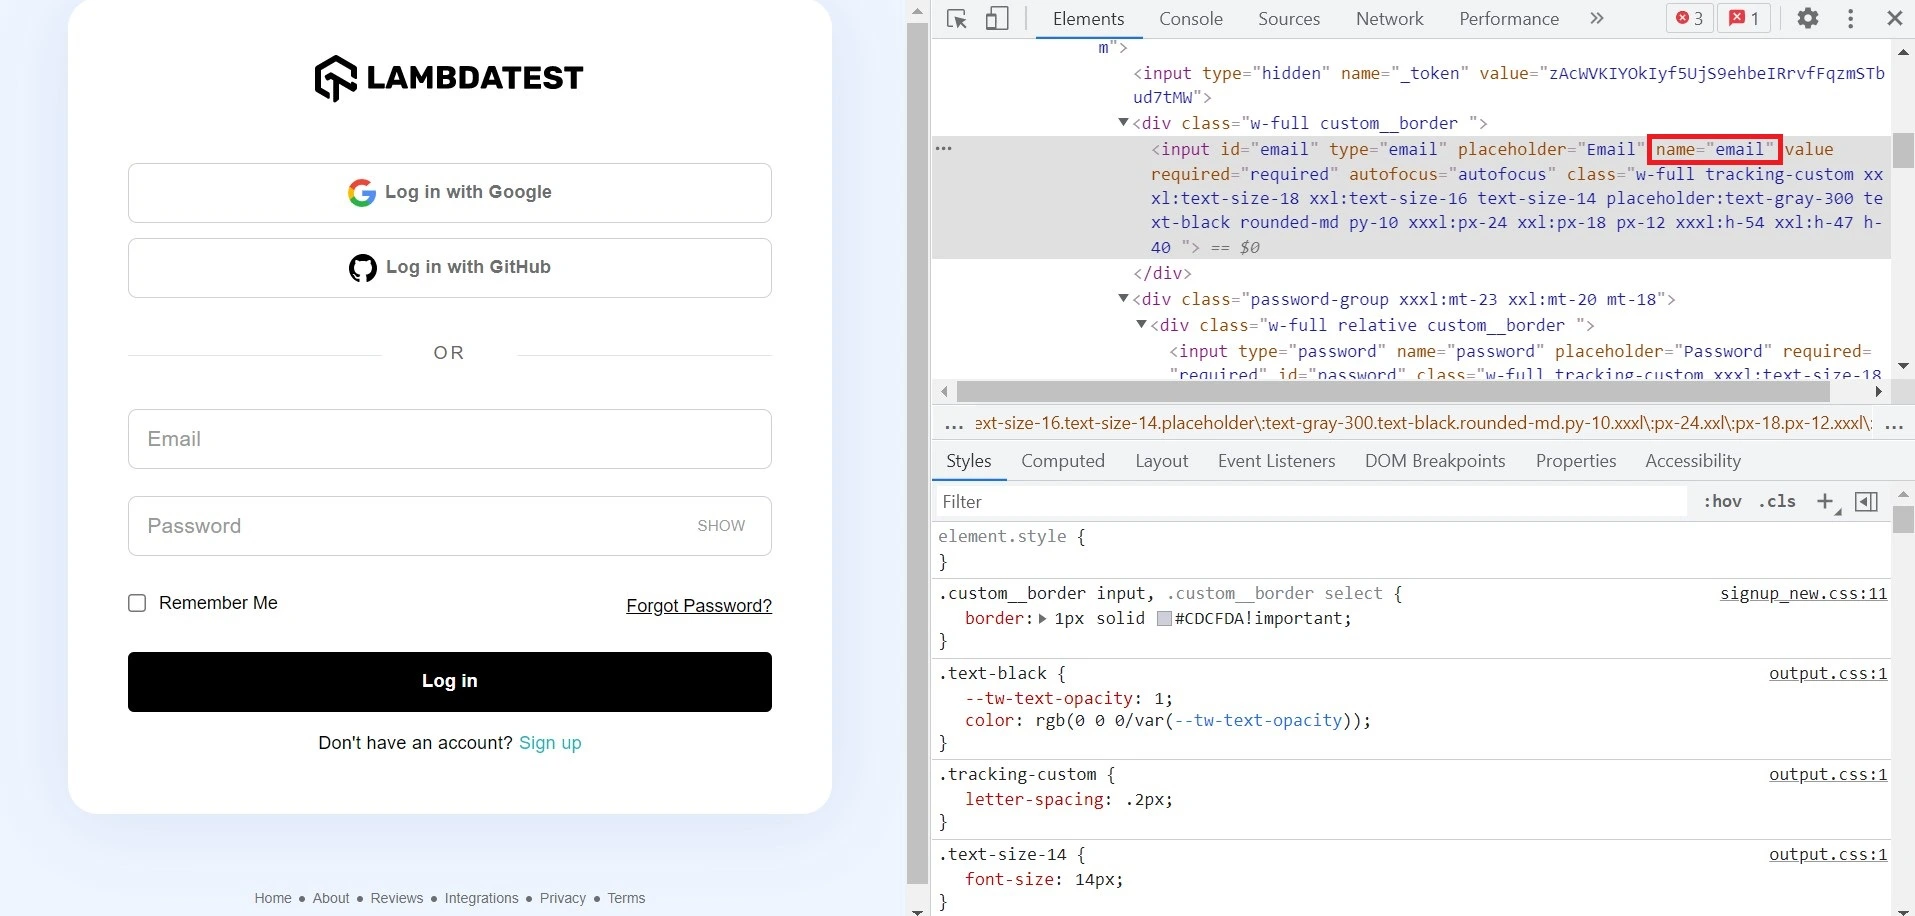 LAMBDATEST
Log in with Google
Log in with GitHub
OR
Email
Password
SHOW
Remember Me
Forgot Password?
Log in
Don't have an account? Sign up
Home • About • Reviews • Integrations • Privacy • Terms
Elements Console Sources Network Performance » 3 1
m">
<input type="hidden" name="_token" value="zAcWVKIYOkIyf5UjS9ehbeIRrvfFqzmSTb
ud7tMW">
<div class="w-full custom__border ">
<input id="email" type="email" placeholder="Email" name="email" value
required="required" autofocus="autofocus" class="w-full tracking-custom xx
xl:text-size-18 xxl:text-size-16 text-size-14 placeholder:text-gray-300 te
xt-black rounded-md py-10 xxxl:px-24 xxl:px-18 px-12 xxxl:h-54 xxl:h-47 h-
40 "> == $0
</div>
<div class="password-group xxxl:mt-23 xxl:mt-20 mt-18">
<div class="w-full relative custom__border ">
<input type="password" name="password" placeholder="Password" required=
"required" id="password" class="w-full tracking-custom xxxl:text-size-18
... ext-size-16.text-size-14.placeholder\:text-gray-300.text-black.rounded-md.py-10.xxxl\:px-24.xxl\:px-18.px-12.xxxl\: ...
Styles Computed Layout Event Listeners DOM Breakpoints Properties Accessibility
Filter :hov .cls +
element.style {
}
.custom__border input, .custom__border select { signup_new.css:11
border: 1px solid #CDCFDA!important;
}
.text-black { output.css:1
--tw-text-opacity: 1;
color: rgb(0 0 0/var(--tw-text-opacity));
}
.tracking-custom { output.css:1
letter-spacing: .2px;
}
.text-size-14 { output.css:1
font-size: 14px;
}